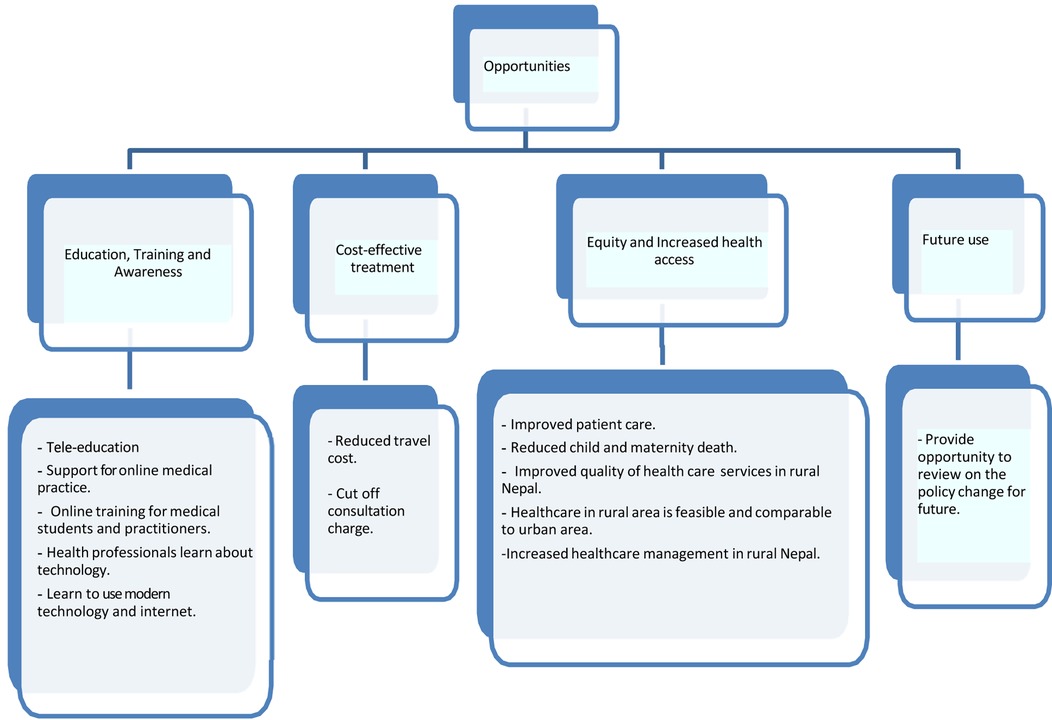 Opportunities
Education, Training and
Awareness
Cost-effective
treatment
Equity and Increased health
access
Future use
- Tele-education
- Support for online medical
practice.
- Online training for medical
students and practitioners.
- Health professionals learn about
technology.
- Learn to use modern
technology and internet.
- Reduced travel
cost.
- Cut off
consultation
charge.
- Improved patient care.
- Reduced child and maternity death.
- Improved quality of health care services in rural
Nepal.
- Healthcare in rural area is feasible and comparable
to urban area.
-Increased healthcare management in rural Nepal.
- Provide
opportunity to
review on the
policy change for
future.